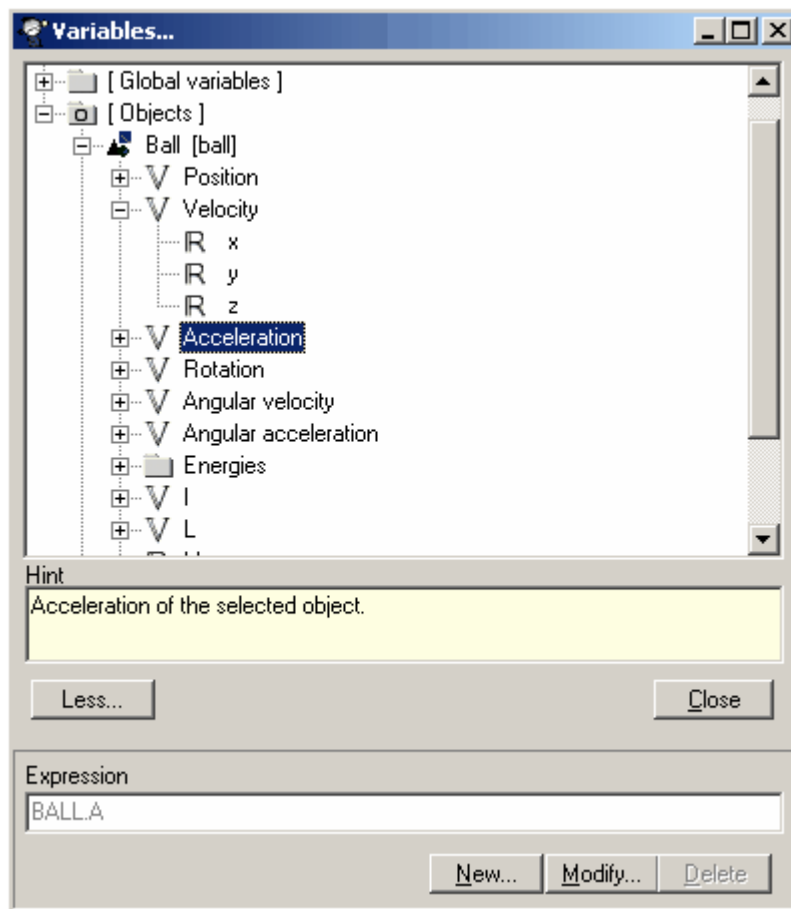 Variables...
[ Global variables ]
[ Objects ]
Ball [ball]
V Position
V Velocity
R x
R y
R z
V Acceleration
V Rotation
V Angular velocity
V Angular acceleration
Energies
V I
V L
Hint
Acceleration of the selected object.
Less... Close
Expression
BALL.A
New... Modify... Delete